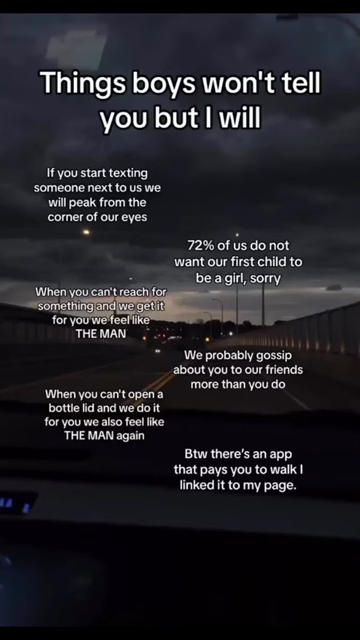 Things boys won't tell
you but I will
If you start texting
someone next to us we
will peak from the
corner of our eyes
72% of us do not
want our first child to
be a girl, sorry
When you can't reach for
something and we get it
for you we feel like
THE MAN
We probably gossip
about you to our friends
more than you do
When you can't open a
bottle lid and we do it
for you we also feel like
THE MAN again
Btw there's an app
that pays you to walk I
linked it to my page.